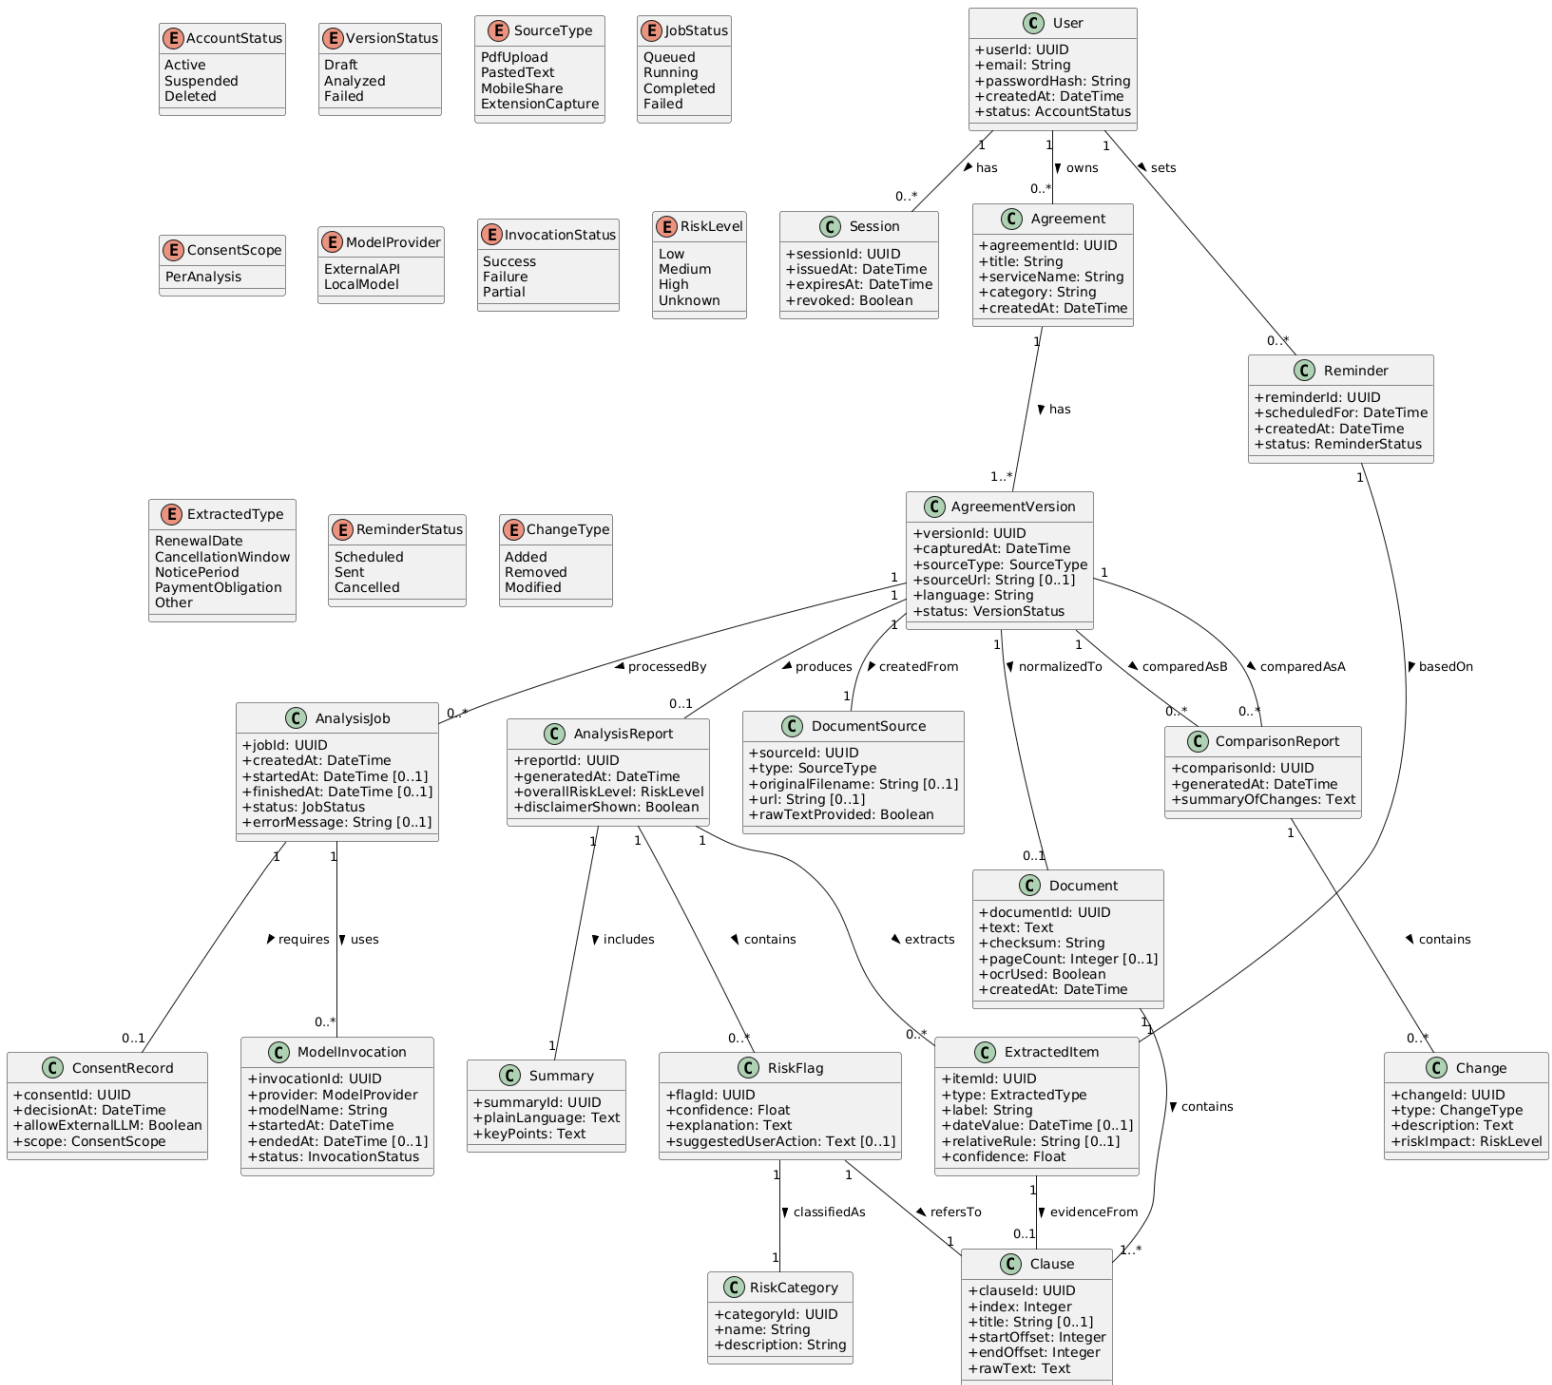 E AccountStatus
Active
Suspended
Deleted
E VersionStatus
Draft
Analyzed
Failed
E SourceType
PdfUpload
PastedText
MobileShare
ExtensionCapture
E JobStatus
Queued
Running
Completed
Failed
C User
+userId: UUID
+email: String
+passwordHash: String
+createdAt: DateTime
+status: AccountStatus
1
has
0..*
1
owns
0..*
1
sets
0..*
E ConsentScope
PerAnalysis
E ModelProvider
ExternalAPI
LocalModel
E InvocationStatus
Success
Failure
Partial
E RiskLevel
Low
Medium
High
Unknown
C Session
+sessionId: UUID
+issuedAt: DateTime
+expiresAt: DateTime
+revoked: Boolean
C Agreement
+agreementId: UUID
+title: String
+serviceName: String
+category: String
+createdAt: DateTime
1
has
1..*
C Reminder
+reminderId: UUID
+scheduledFor: DateTime
+createdAt: DateTime
+status: ReminderStatus
1
basedOn
1
E ExtractedType
RenewalDate
CancellationWindow
NoticePeriod
PaymentObligation
Other
E ReminderStatus
Scheduled
Sent
Cancelled
E ChangeType
Added
Removed
Modified
C AgreementVersion
+versionId: UUID
+capturedAt: DateTime
+sourceType: SourceType
+sourceUrl: String [0..1]
+language: String
+status: VersionStatus
1
processedBy
0..*
1
produces
0..1
1
createdFrom
1
1
normalizedTo
0..1
1
comparedAsB
0..*
1
comparedAsA
0..*
C AnalysisJob
+jobId: UUID
+createdAt: DateTime
+startedAt: DateTime [0..1]
+finishedAt: DateTime [0..1]
+status: JobStatus
+errorMessage: String [0..1]
C AnalysisReport
+reportId: UUID
+generatedAt: DateTime
+overallRiskLevel: RiskLevel
+disclaimerShown: Boolean
C DocumentSource
+sourceId: UUID
+type: SourceType
+originalFilename: String [0..1]
+url: String [0..1]
+rawTextProvided: Boolean
C ComparisonReport
+comparisonId: UUID
+generatedAt: DateTime
+summaryOfChanges: Text
C Document
+documentId: UUID
+text: Text
+checksum: String
+pageCount: Integer [0..1]
+ocrUsed: Boolean
+createdAt: DateTime
1
requires
0..1
1
uses
0..*
1
includes
1
1
contains
0..*
1
extracts
0..*
1
contains
0..*
1
contains
1..*
C ConsentRecord
+consentId: UUID
+decisionAt: DateTime
+allowExternalLLM: Boolean
+scope: ConsentScope
C ModelInvocation
+invocationId: UUID
+provider: ModelProvider
+modelName: String
+startedAt: DateTime
+endedAt: DateTime [0..1]
+status: InvocationStatus
C Summary
+summaryId: UUID
+plainLanguage: Text
+keyPoints: Text
C RiskFlag
+flagId: UUID
+confidence: Float
+explanation: Text
+suggestedUserAction: Text [0..1]
C ExtractedItem
+itemId: UUID
+type: ExtractedType
+label: String
+dateValue: DateTime [0..1]
+relativeRule: String [0..1]
+confidence: Float
C Change
+changeId: UUID
+type: ChangeType
+description: Text
+riskImpact: RiskLevel
1
classifiedAs
1
1
refersTo
1
1
evidenceFrom
0..1
C RiskCategory
+categoryId: UUID
+name: String
+description: String
C Clause
+clauseId: UUID
+index: Integer
+title: String [0..1]
+startOffset: Integer
+endOffset: Integer
+rawText: Text